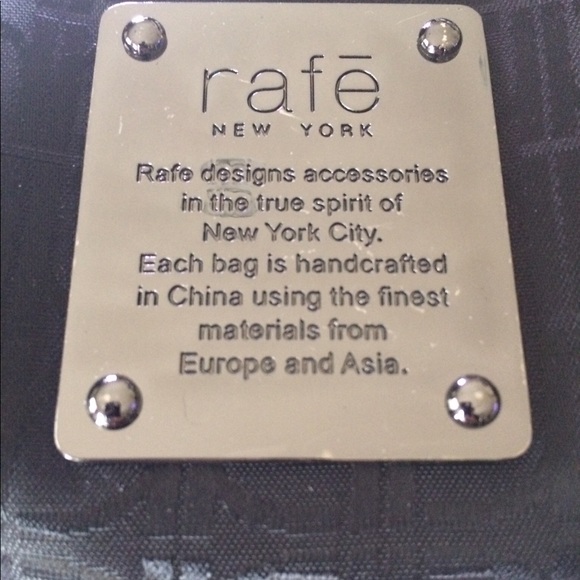 rafē
NEW YORK
Rafe designs accessories
in the true spirit of
New York City.
Each bag is handcrafted
in China using the finest
materials from
Europe and Asia.